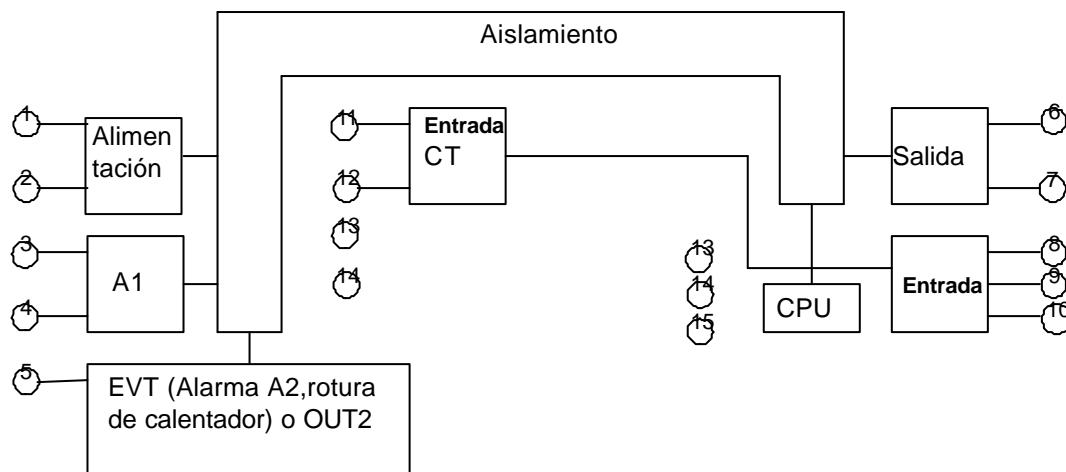 Aislamiento
1
Alimen
tación
2
3
A1
4
5
EVT (Alarma A2,rotura
de calentador) o OUT2
11
Entrada
CT
12
13
14
13
14
15
CPU
Salida
6
7
Entrada
8
9
10